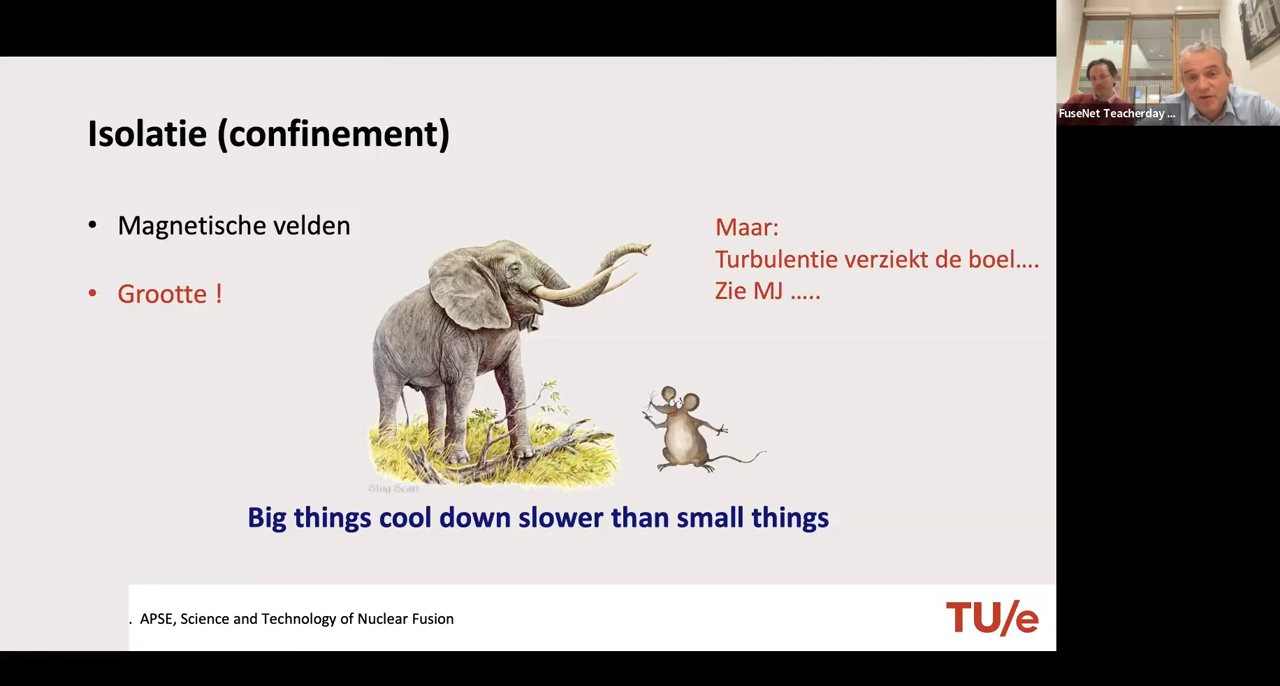 FuseNet Teacherday ...
Isolatie (confinement)
• Magnetische velden
• Grootte !
Maar:
Turbulentie verziekt de boel....
Zie MJ .....
Big things cool down slower than small things
. APSE, Science and Technology of Nuclear Fusion
TU/e